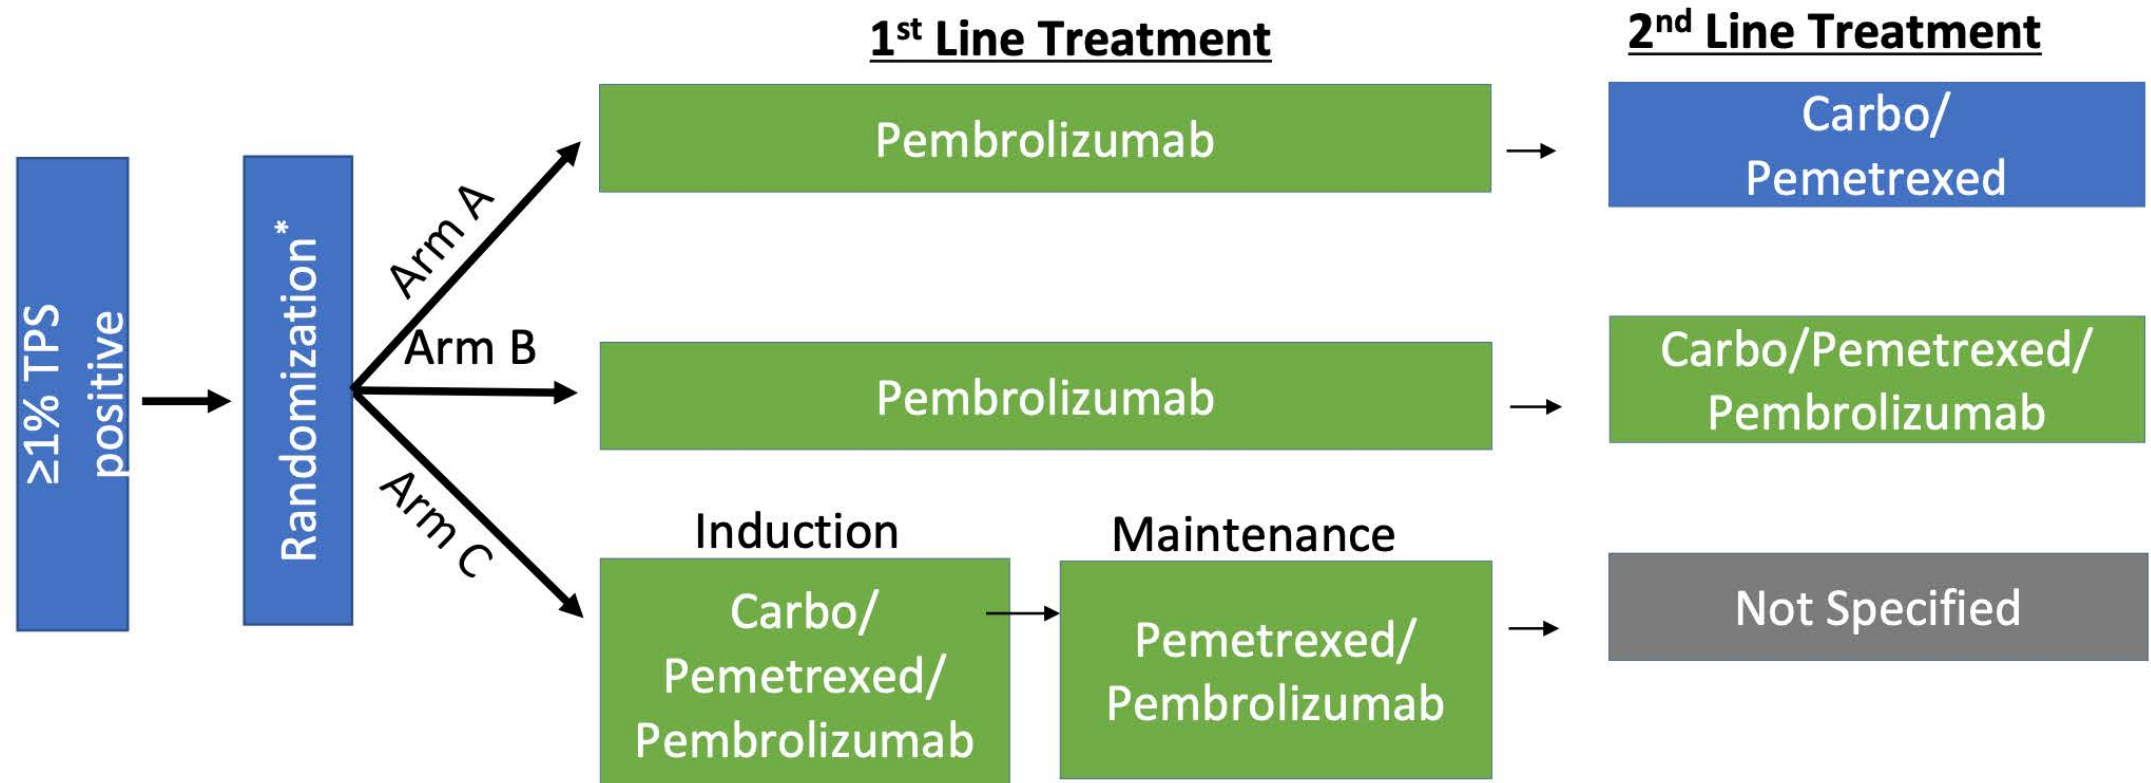 1st Line Treatment
2nd Line Treatment
≥1% TPS
positive
Randomization*
Arm A
Pembrolizumab
Carbo/
Pemetrexed
Arm B
Pembrolizumab
Carbo/Pemetrexed/
Pembrolizumab
Arm C
Induction
Carbo/
Pemetrexed/
Pembrolizumab
Maintenance
Pemetrexed/
Pembrolizumab
Not Specified